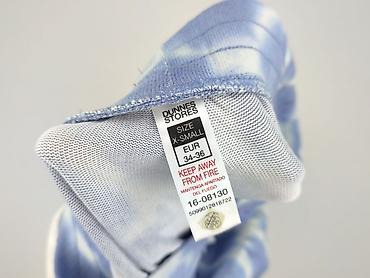 DUNNES
STORES
SIZE
X-SMALL
EUR
34-36
KEEP AWAY
FROM FIRE
MANTENGA APARTADO
DEL FUEGO
16-08130
5099012818722